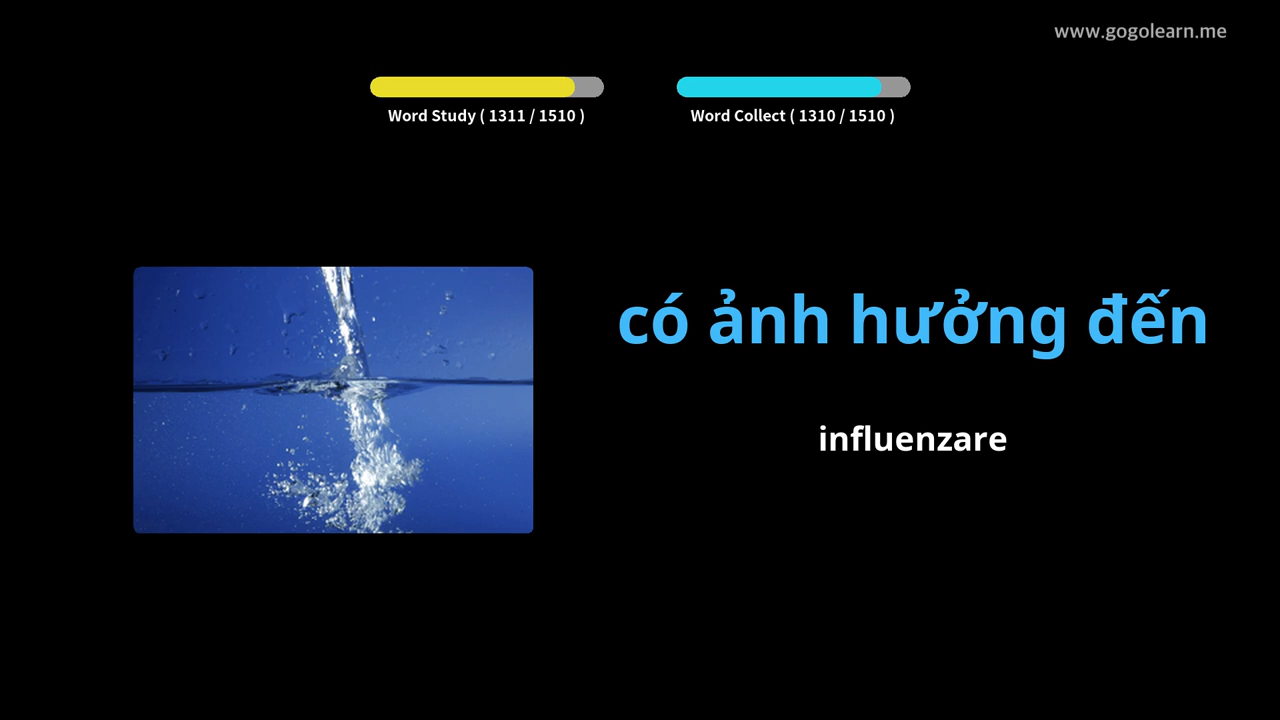 www.gogolearn.me
Word Study ( 1311 / 1510 )
Word Collect ( 1310 / 1510 )
có ảnh hưởng đến
influenzare